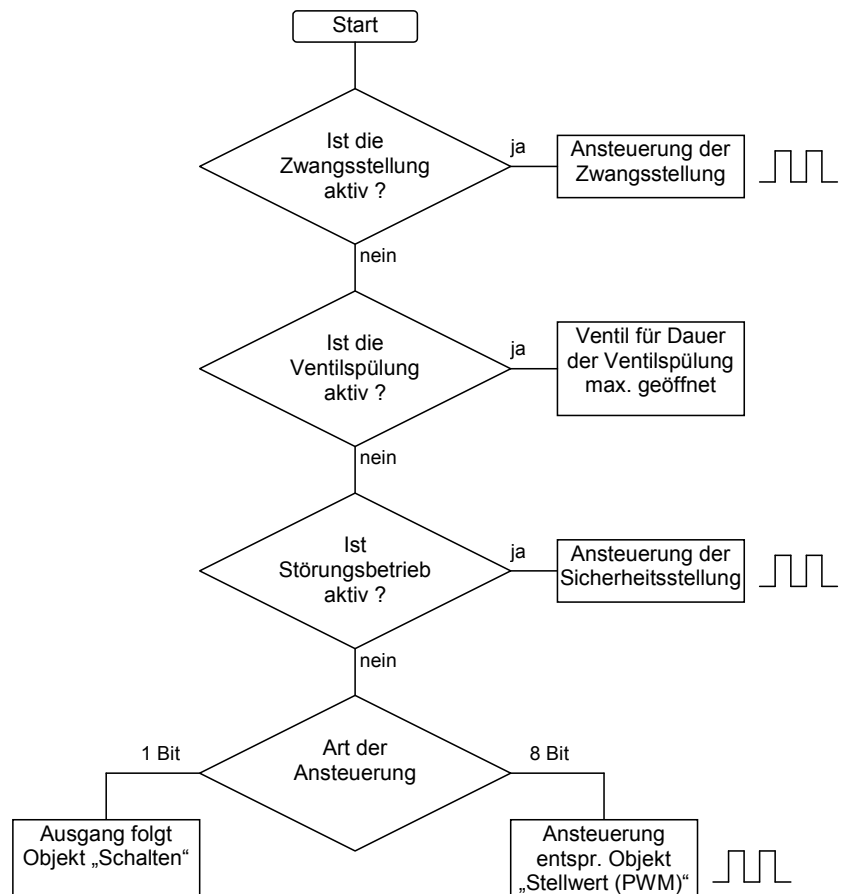 Start
Ist die
Zwangsstellung
aktiv ?
ja
Ansteuerung der
Zwangsstellung
nein
Ist die
Ventilspülung
aktiv ?
ja
Ventil für Dauer
der Ventilspülung
max. geöffnet
nein
Ist
Störungsbetrieb
aktiv ?
ja
Ansteuerung der
Sicherheitsstellung
nein
Art der
Ansteuerung
1 Bit
8 Bit
Ausgang folgt
Objekt „Schalten“
Ansteuerung
entspr. Objekt
„Stellwert (PWM)“